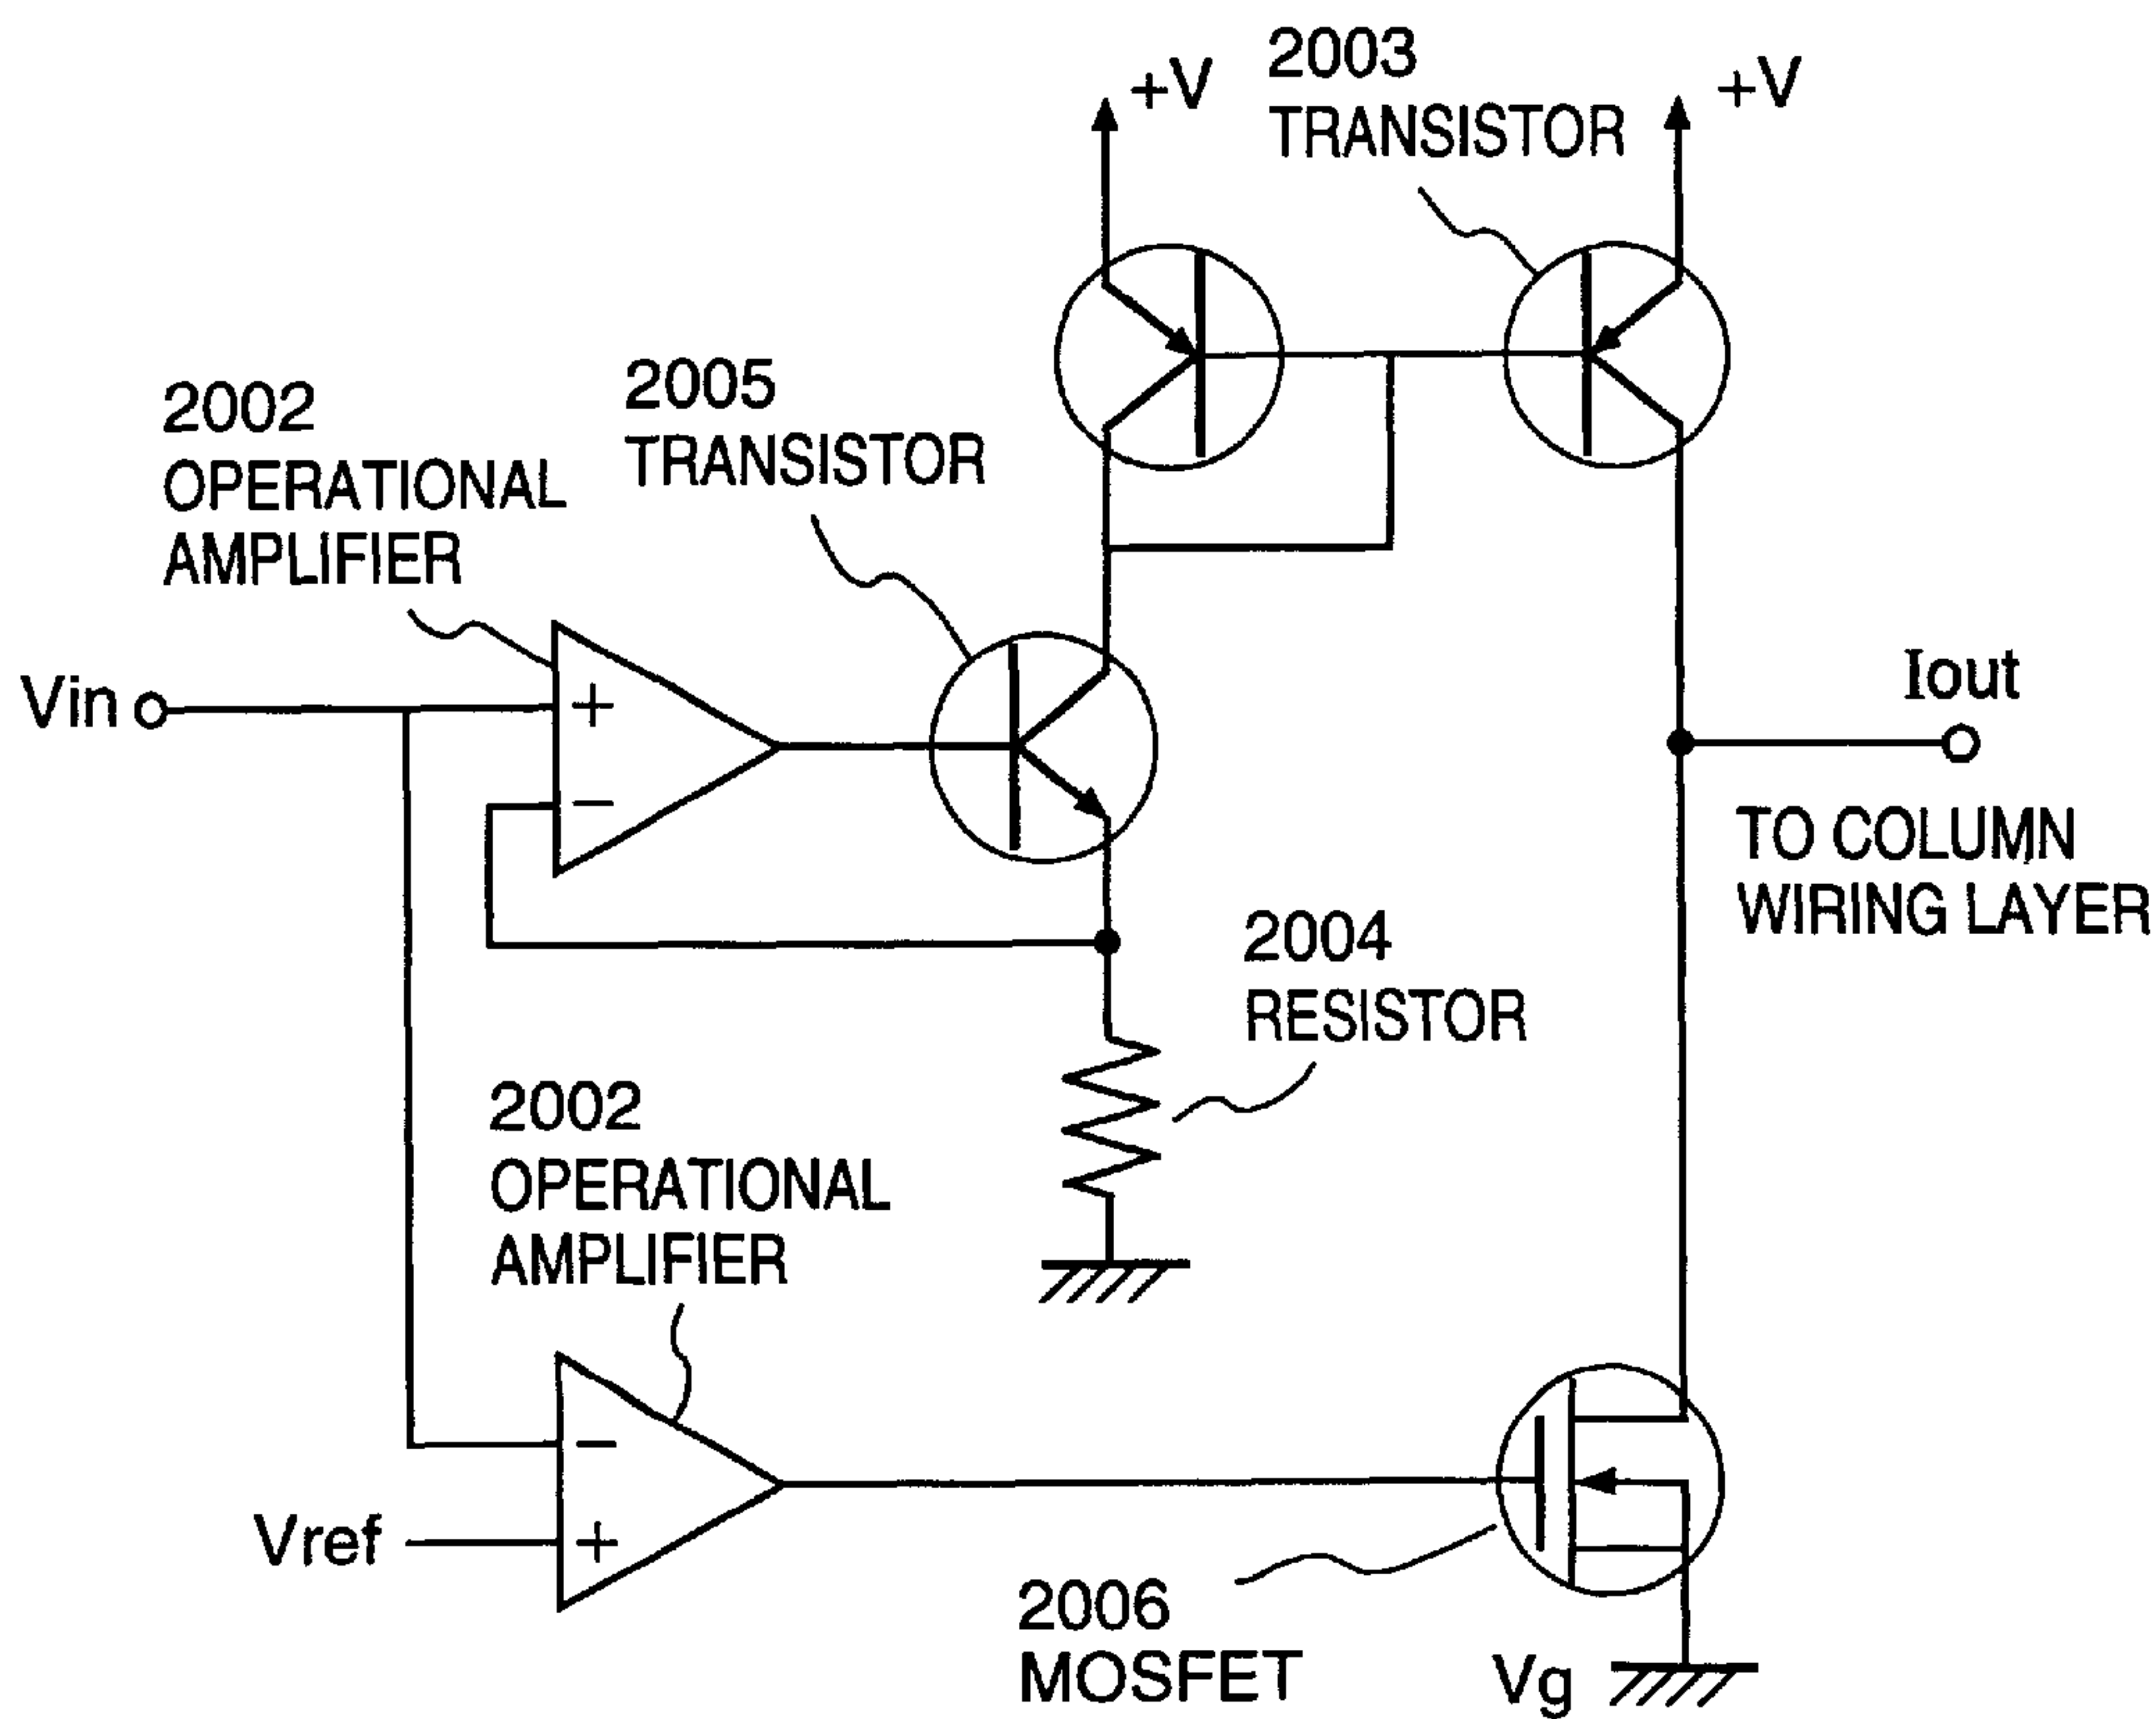 2003
TRANSISTOR
+V
+V
2005
TRANSISTOR
2002
OPERATIONAL
AMPLIFIER
Vin
+
−
Iout
TO COLUMN
WIRING LAYER
2004
RESISTOR
2002
OPERATIONAL
AMPLIFIER
−
Vref
+
2006
MOSFET
Vg